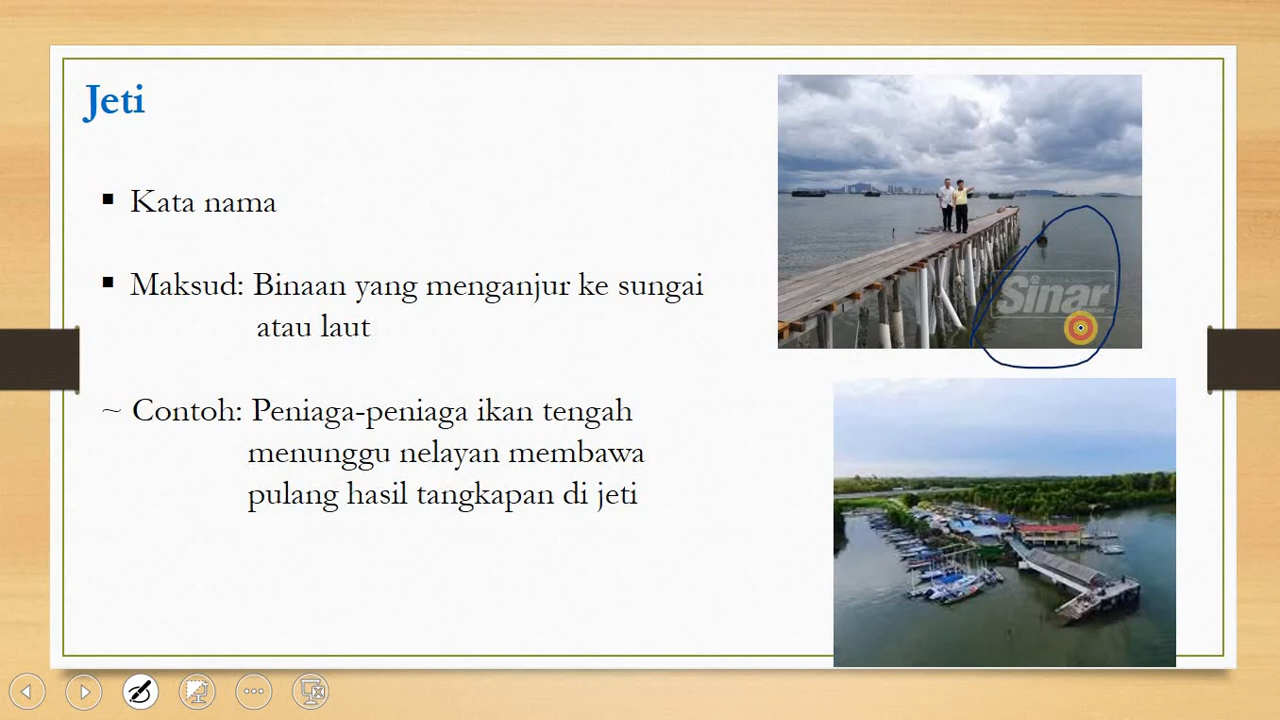 Jeti
▪ Kata nama
▪ Maksud: Binaan yang menganjur ke sungai
atau laut
~ Contoh: Peniaga-peniaga ikan tengah
menunggu nelayan membawa
pulang hasil tangkapan di jeti
Sinar